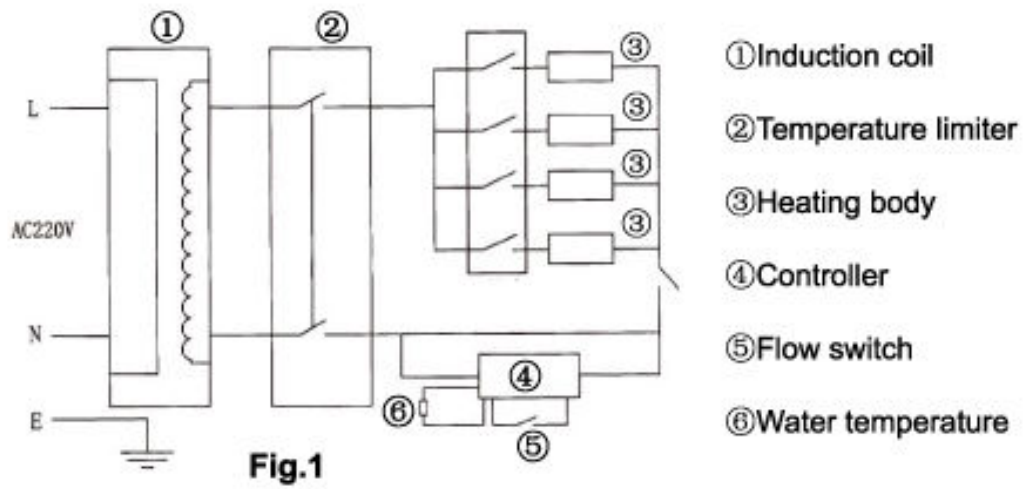 ① ②
③
③
③
③
L
AC220V
N
E
④
⑥
⑤
Fig.1
①Induction coil
②Temperature limiter
③Heating body
④Controller
⑤Flow switch
⑥Water temperature